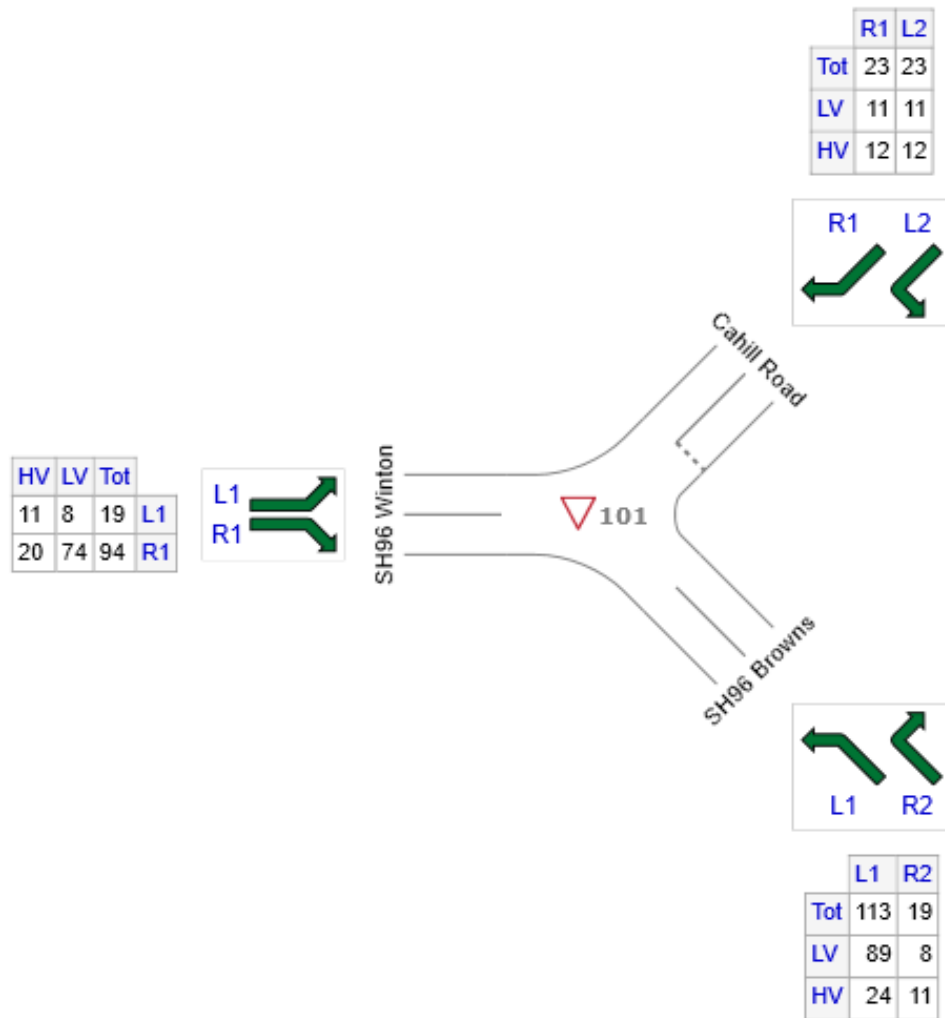 R1 L2
Tot 23 23
LV 11 11
HV 12 12
R1 L2
Cahill Road
HV LV Tot
11 8 19 L1
20 74 94 R1
L1
R1
SH96 Winton
101
SH96 Browns
L1 R2
L1 R2
Tot 113 19
LV 89 8
HV 24 11